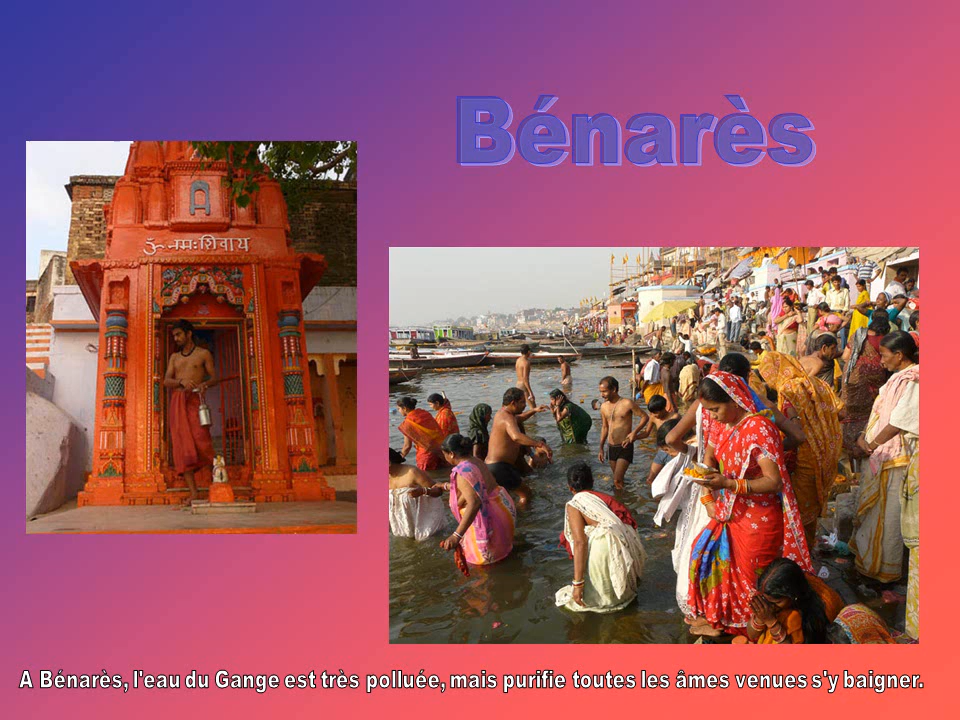 Bénarès
ॐ नमः शिवाय
A Bénarès, l'eau du Gange est très polluée, mais purifie toutes les âmes venues s'y baigner.